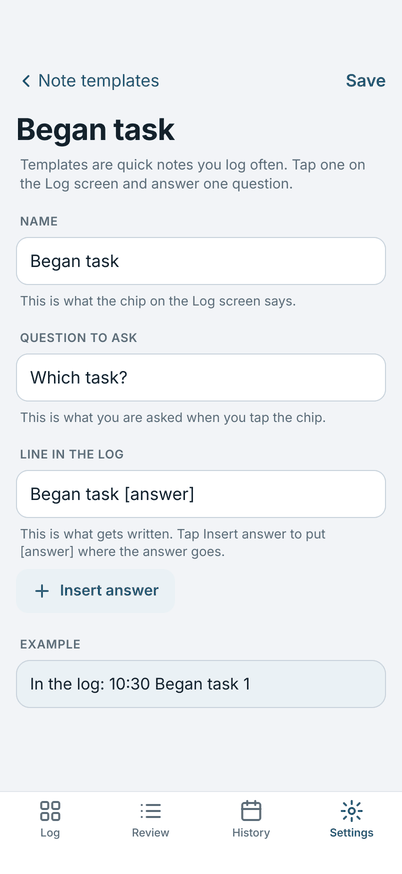 Note templates
Save
Began task
Templates are quick notes you log often. Tap one on
the Log screen and answer one question.
NAME
Began task
This is what the chip on the Log screen says.
QUESTION TO ASK
Which task?
This is what you are asked when you tap the chip.
LINE IN THE LOG
Began task [answer]
This is what gets written. Tap Insert answer to put
[answer] where the answer goes.
Insert answer
EXAMPLE
In the log: 10:30 Began task 1
Log
Review
History
Settings